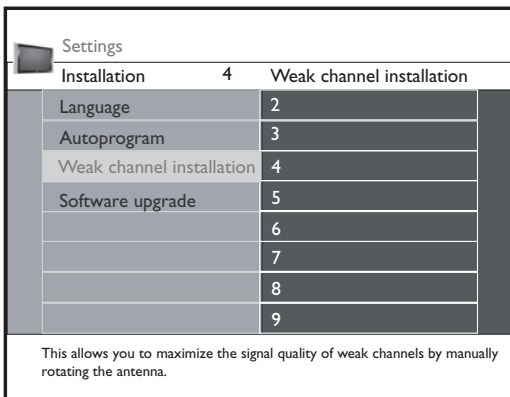 Settings
Installation 4 Weak channel installation
Language 2
Autoprogram 3
Weak channel installation 4
Software upgrade 5
6
7
8
9
This allows you to maximize the signal quality of weak channels by manually
rotating the antenna.